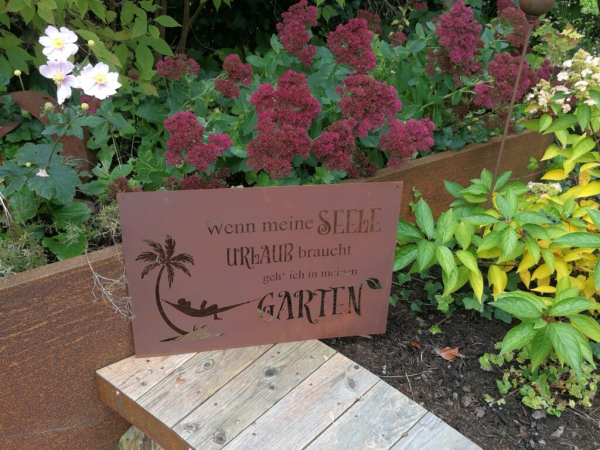 Wenn meine SEELE
URLAUB braucht
geh' ich in meinen
GARTEN